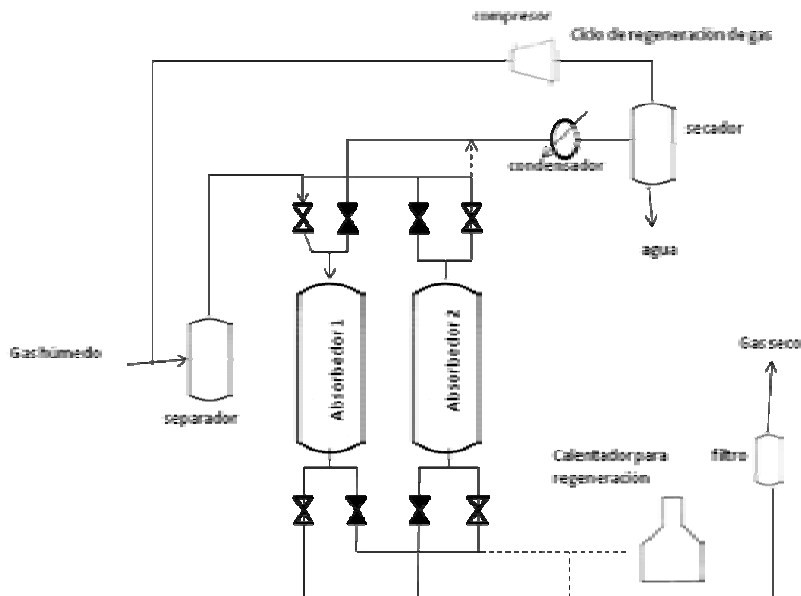 compresor
Ciclo de regeneración de gas
secador
condensador
agua
Gas húmedo
separador
Absorbedor 1
Absorbedor 2
Gas seco
Calentador para
regeneración
filtro